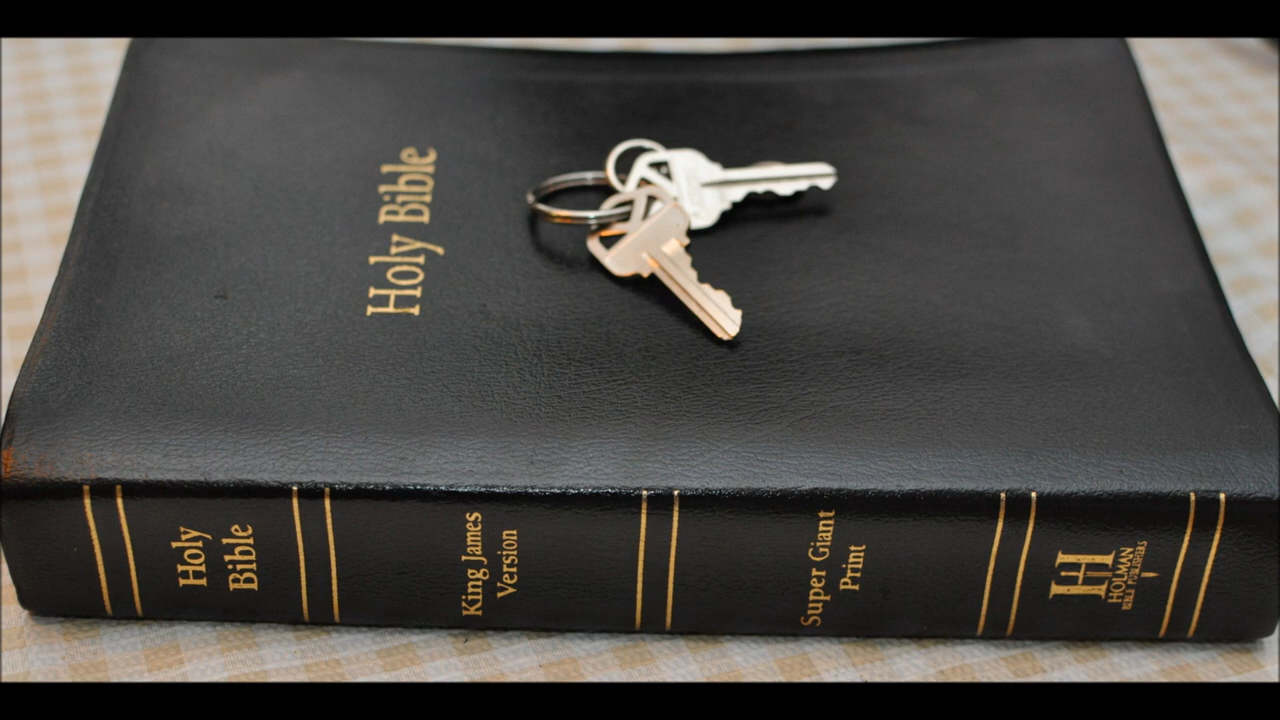 Holy Bible
Holy
Bible
King James
Version
Super Giant
Print
HOLMAN
BIBLE PUBLISHERS